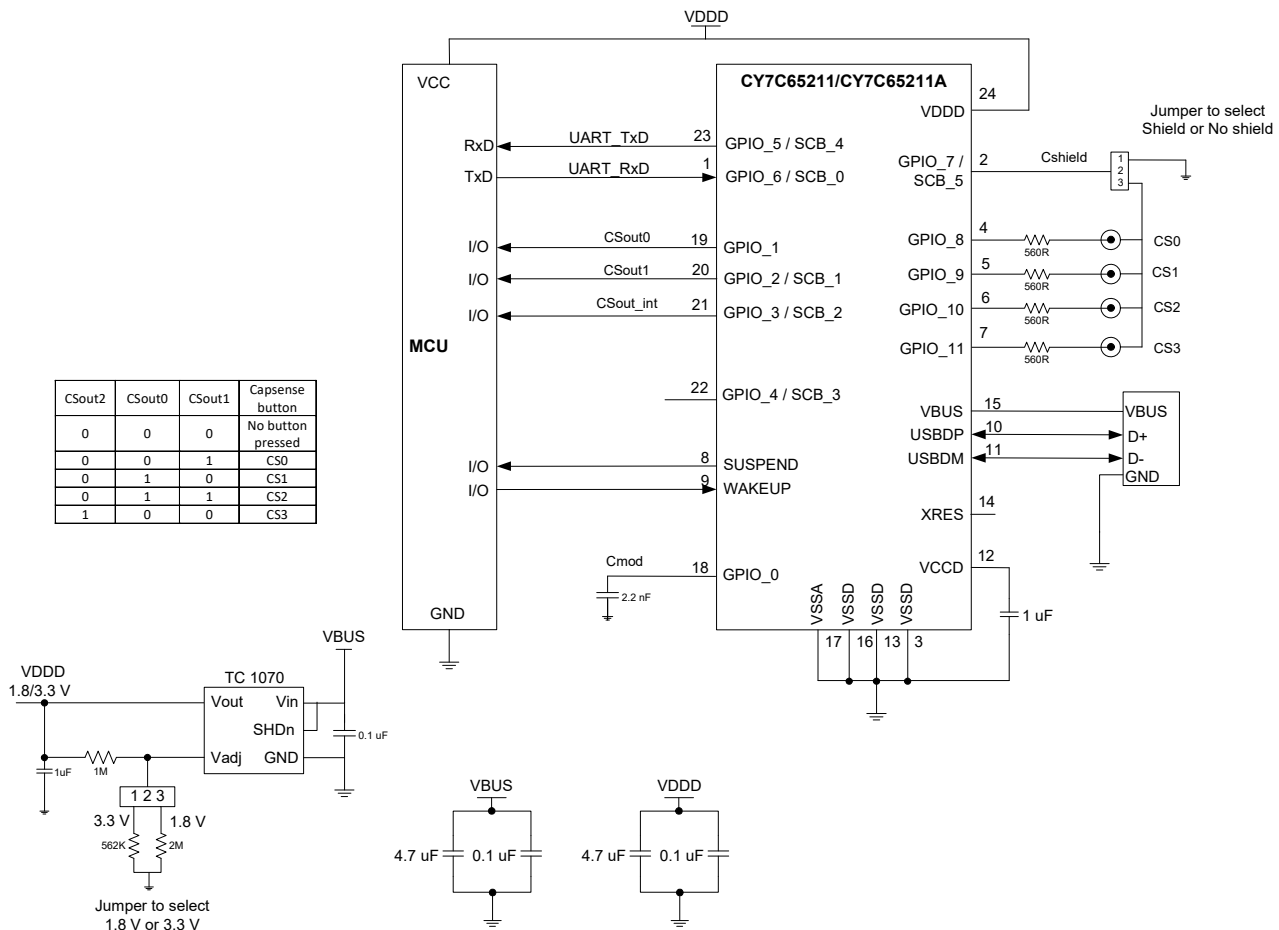 VDDD
VCC
CY7C65211/CY7C65211A
24
VDDD
Jumper to select
Shield or No shield
RxD
UART_TxD
23
GPIO_5 / SCB_4
TxD
UART_RxD
1
GPIO_6 / SCB_0
GPIO_7 /
SCB_5
2
Cshield
1
2
3
I/O
CSout0
19
GPIO_1
I/O
CSout1
20
GPIO_2 / SCB_1
I/O
CSout_int
21
GPIO_3 / SCB_2
MCU
GPIO_8
4
560R
CS0
GPIO_9
5
560R
CS1
GPIO_10
6
560R
CS2
GPIO_11
7
560R
CS3
22
GPIO_4 / SCB_3
I/O
8
SUSPEND
I/O
9
WAKEUP
VBUS
15
VBUS
USBDP
10
D+
USBDM
11
D-
GND
XRES
14
VCCD
12
1 uF
Cmod
18
GPIO_0
2.2 nF
GND
VSSA
VSSD
VSSD
VSSD
17
16
13
3
CSout2 CSout0 CSout1 Capsense
button
0 0 0 No button
pressed
0 0 1 CS0
0 1 0 CS1
0 1 1 CS2
1 0 0 CS3
VBUS
VDDD
1.8/3.3 V
TC 1070
Vout
Vin
SHDn
Vadj
GND
0.1 uF
1uF
1M
1 2 3
3.3 V
1.8 V
562K
2M
Jumper to select
1.8 V or 3.3 V
VBUS
4.7 uF
0.1 uF
VDDD
4.7 uF
0.1 uF